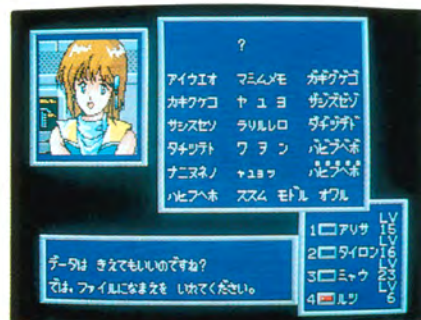 ?
アイウエオ マミムメモ ガギグゲゴ
カキクケコ ヤユヨ ザジズゼゾ
サシスセソ ラリルレロ ダヂヅデド
タチツテト ワヲン バビブベボ
ナニヌネノ ャュョッ パピプペポ
ハヒフヘホ ススム モドル オワル
LV
1 アリサ 15
LV
2 タイロン 16
LV
3 ミャウ 23
LV
4 ルツ 6
データは きえてもいいのですね?
では、ファイルになまえを いれてください。